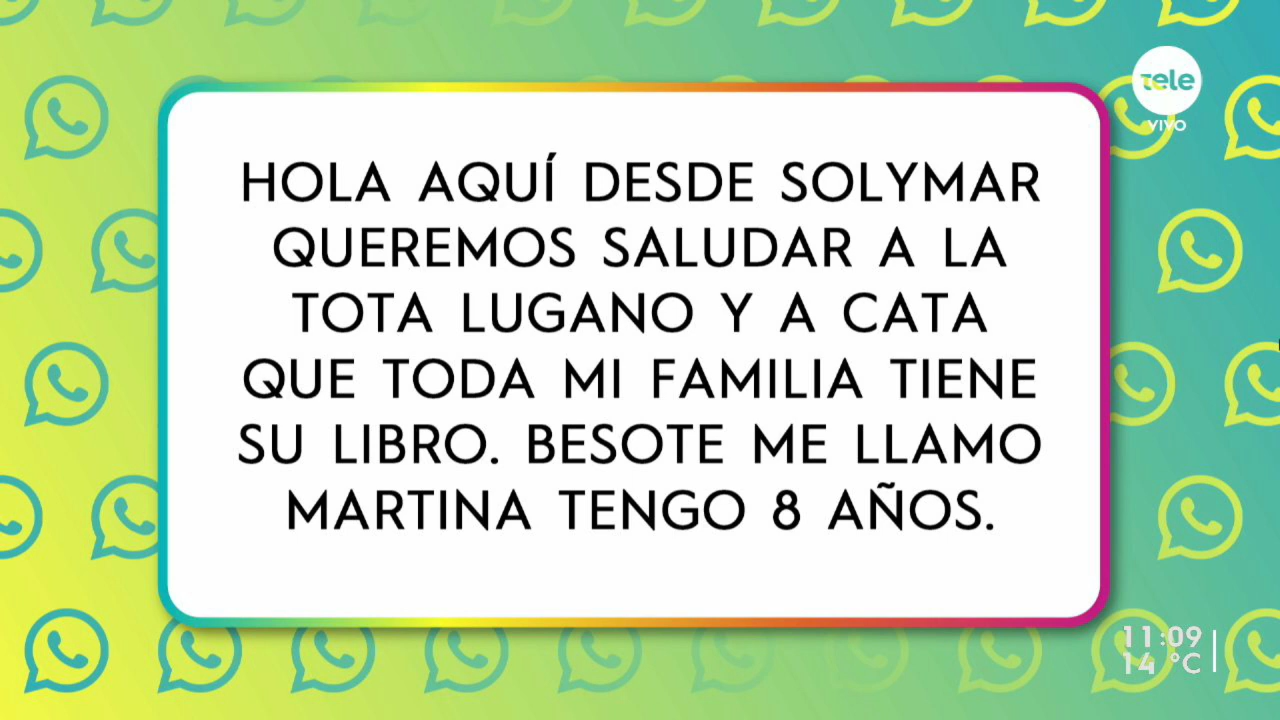 tele
VIVO
HOLA AQUÍ DESDE SOLYMAR
QUEREMOS SALUDAR A LA
TOTA LUGANO Y A CATA
QUE TODA MI FAMILIA TIENE
SU LIBRO. BESOTE ME LLAMO
MARTINA TENGO 8 AÑOS.
11:09
14 °C